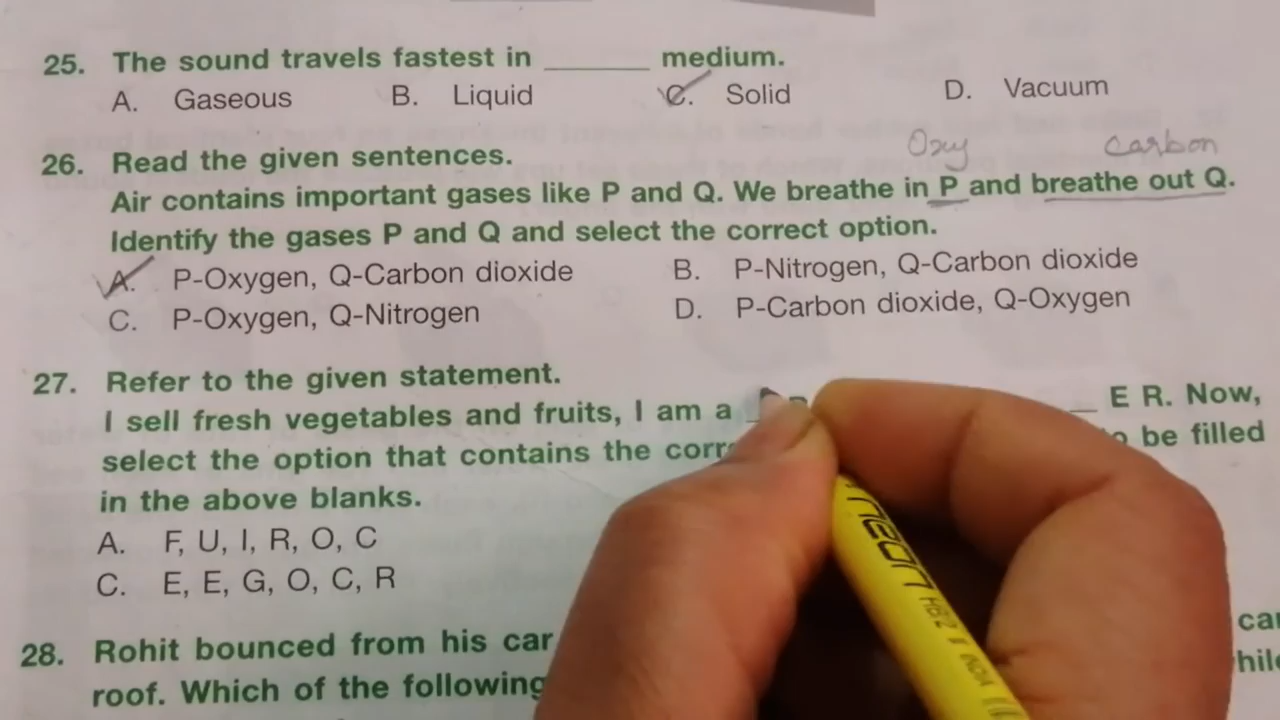 25. The sound travels fastest in ______ medium.
A. Gaseous B. Liquid C. Solid D. Vacuum
Oxy carbon
26. Read the given sentences.
Air contains important gases like P and Q. We breathe in P and breathe out Q.
Identify the gases P and Q and select the correct option.
A. P-Oxygen, Q-Carbon dioxide B. P-Nitrogen, Q-Carbon dioxide
C. P-Oxygen, Q-Nitrogen D. P-Carbon dioxide, Q-Oxygen
27. Refer to the given statement.
I sell fresh vegetables and fruits, I am a _ E R. Now,
select the option that contains the be filled
in the above blanks.
A. F, U, I, R, O, C
C. E, E, G, O, C, R
28. Rohit bounced from his car
roof. Which of the following
neon HB/2